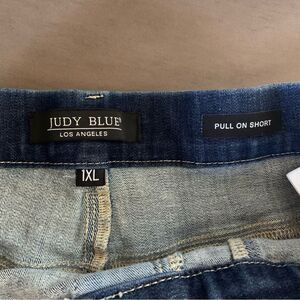 JUDY BLUE
LOS ANGELES
PULL ON SHORT
1XL